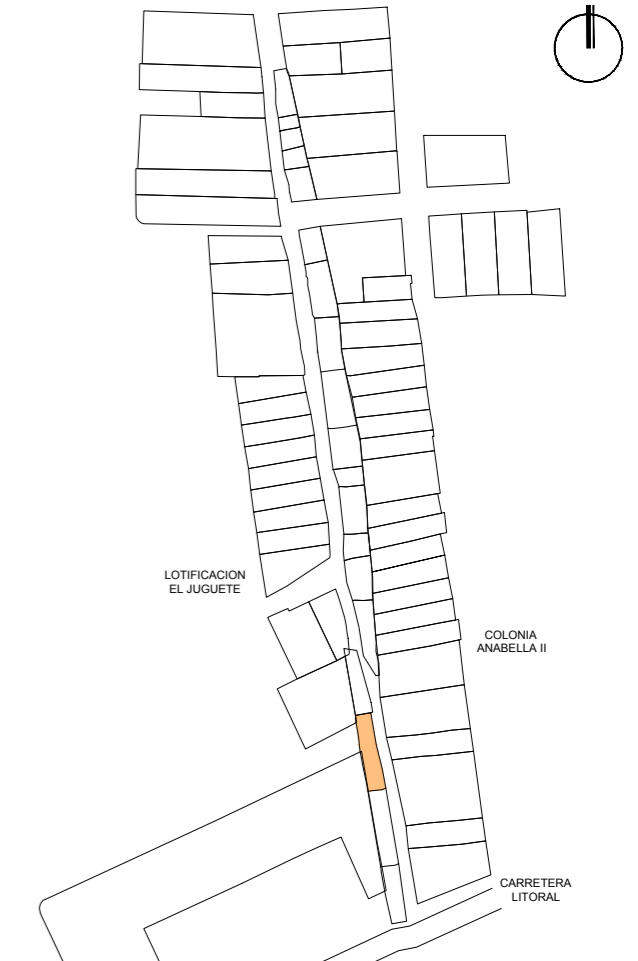 LOTIFICACION
EL JUGUETE
COLONIA
ANABELLA II
CARRETERA
LITORAL